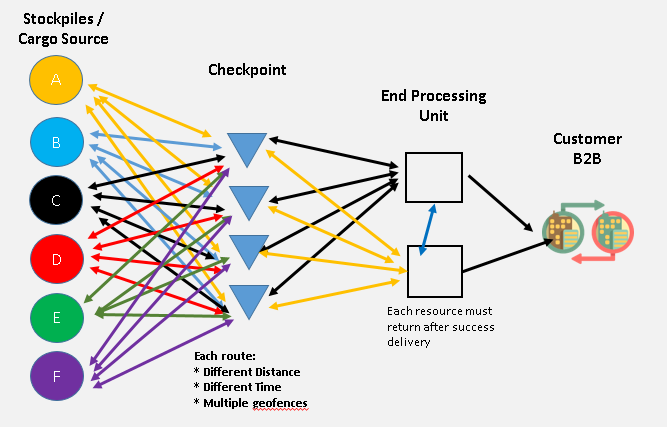 Stockpiles /
Cargo Source
Checkpoint
End Processing
Unit
Customer
B2B
A
B
C
D
E
F
Each resource must
return after success
delivery
Each route:
* Different Distance
* Different Time
* Multiple geofences